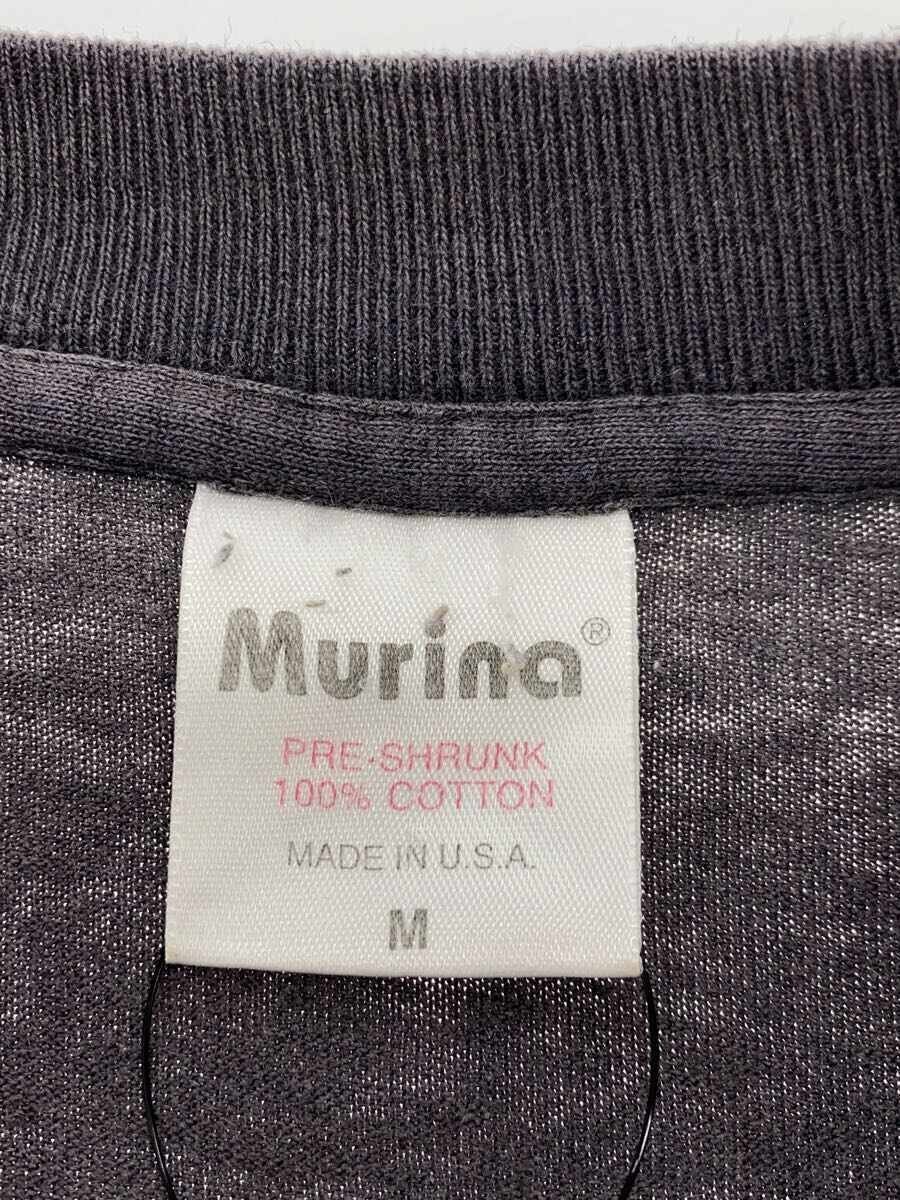 Murina®
PRE-SHRUNK
100% COTTON
MADE IN U.S.A.
M